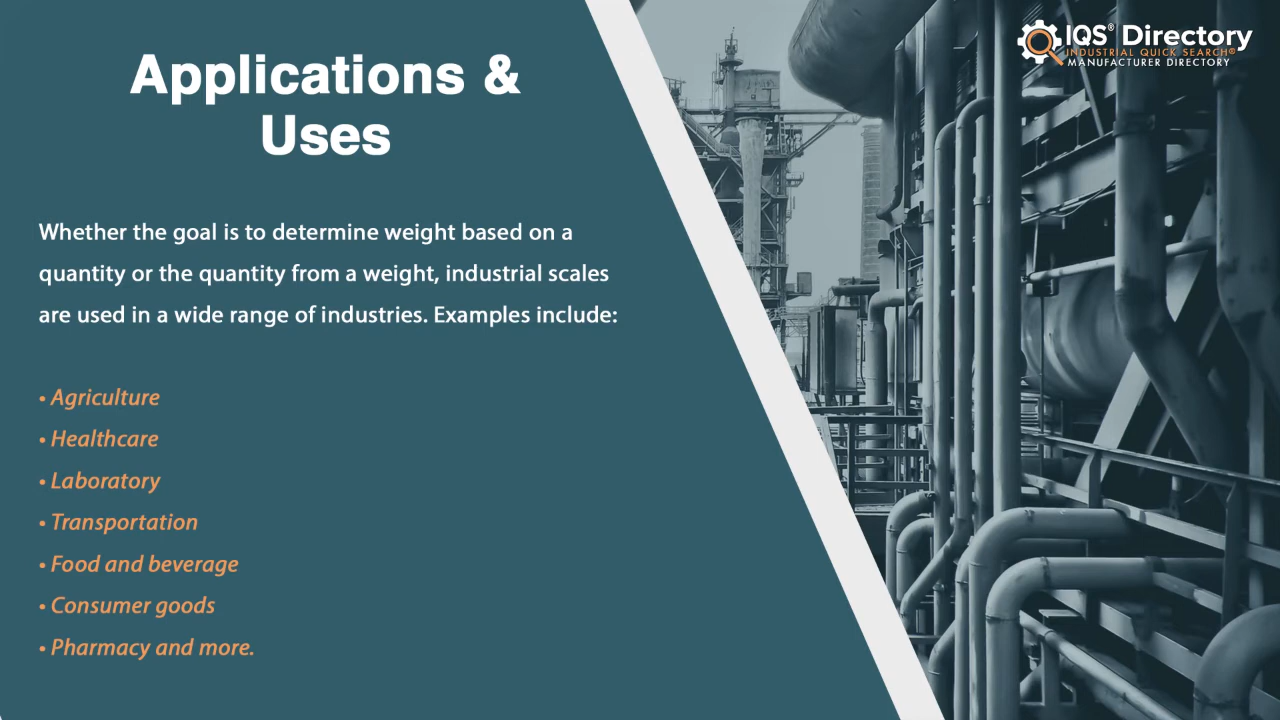 Applications &
Uses
Whether the goal is to determine weight based on a
quantity or the quantity from a weight, industrial scales
are used in a wide range of industries. Examples include:
• Agriculture
• Healthcare
• Laboratory
• Transportation
• Food and beverage
• Consumer goods
• Pharmacy and more.
IQS® Directory
INDUSTRIAL QUICK SEARCH®
MANUFACTURER DIRECTORY